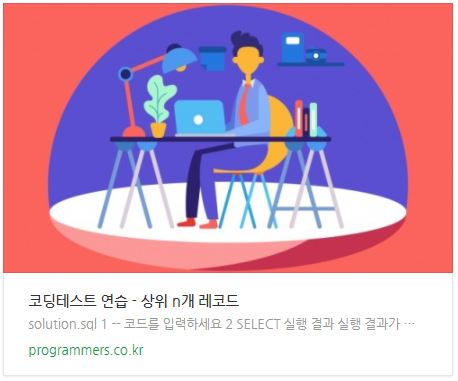 코딩테스트 연습 - 상위 n개 레코드
solution.sql 1 -- 코드를 입력하세요 2 SELECT 실행 결과 실행 결과가 …
programmers.co.kr